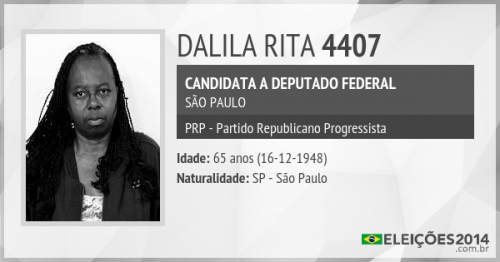 DALILA RITA 4407
CANDIDATA A DEPUTADO FEDERAL
SÃO PAULO
PRP - Partido Republicano Progressista
Idade: 65 anos (16-12-1948)
Naturalidade: SP - São Paulo
ELEIÇÕES2014
.com.br